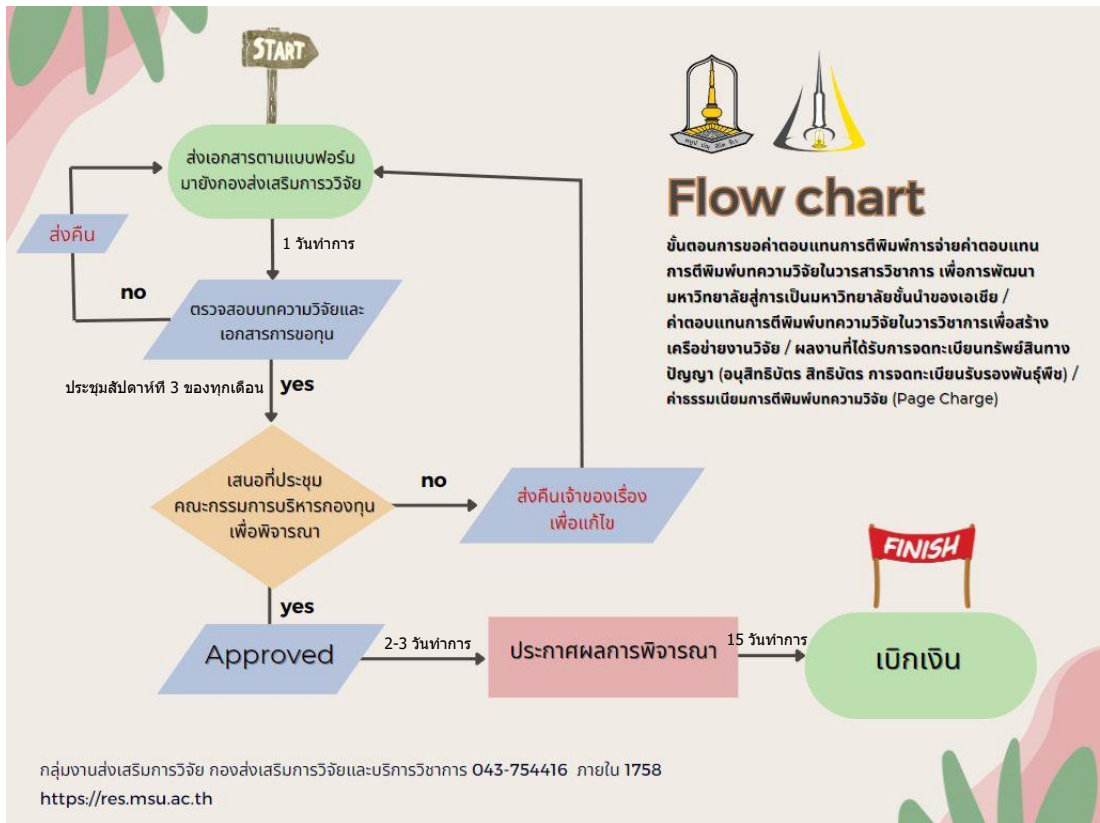 START
ส่งเอกสารตามแบบฟอร์ม
มายังกองส่งเสริมการววิจัย
ส่งคืน
1 วันทำการ
no
ตรวจสอบบทความวิจัยและ
เอกสารการขอทุน
ประชุมสัปดาห์ที่ 3 ของทุกเดือน
yes
เสนอที่ประชุม
คณะกรรมการบริหารกองทุน
เพื่อพิจารณา
no
ส่งคืนเจ้าของเรื่อง
เพื่อแก้ไข
yes
Approved
2-3 วันทำการ
ประกาศผลการพิจารณา
15 วันทำการ
FINISH
เบิกเงิน
Flow chart
ขั้นตอนการขอค่าตอบแทนการตีพิมพ์การจ่ายค่าตอบแทน
การตีพิมพ์บทความวิจัยในวารสารวิชาการ เพื่อการพัฒนา
มหาวิทยาลัยสู่การเป็นมหาวิทยาลัยชั้นนำของเอเชีย /
ค่าตอบแทนการตีพิมพ์บทความวิจัยในวารวิชาการเพื่อสร้าง
เครือข่ายงานวิจัย / ผลงานที่ได้รับการจดทะเบียนทรัพย์สินทาง
ปัญญา (อนุสิทธิบัตร สิทธิบัตร การจดทะเบียนรับรองพันธุ์พืช) /
ค่าธรรมเนียมการตีพิมพ์บทความวิจัย (Page Charge)
กลุ่มงานส่งเสริมการวิจัย กองส่งเสริมการวิจัยและบริการวิชาการ 043-754416 ภายใน 1758
https://res.msu.ac.th